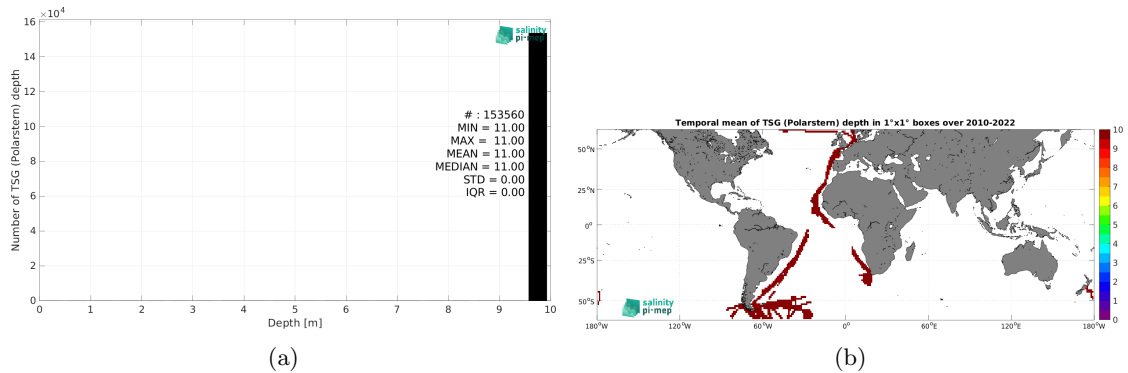 ×10⁴
16
14
12
10
8
6
4
2
0
Number of TSG (Polarstern) depth
salinity
pi-mep
# : 153560
MIN = 11.00
MAX = 11.00
MEAN = 11.00
MEDIAN = 11.00
STD = 0.00
IQR = 0.00
0 1 2 3 4 5 6 7 8 9 10
Depth [m]
(a)
Temporal mean of TSG (Polarstern) depth in 1°x1° boxes over 2010-2022
50°N
25°N
0°
25°S
50°S
salinity
pi-mep
180°W 120°W 60°W 0° 60°E 120°E 180°W
10
9
8
7
6
5
4
3
2
1
0
(b)